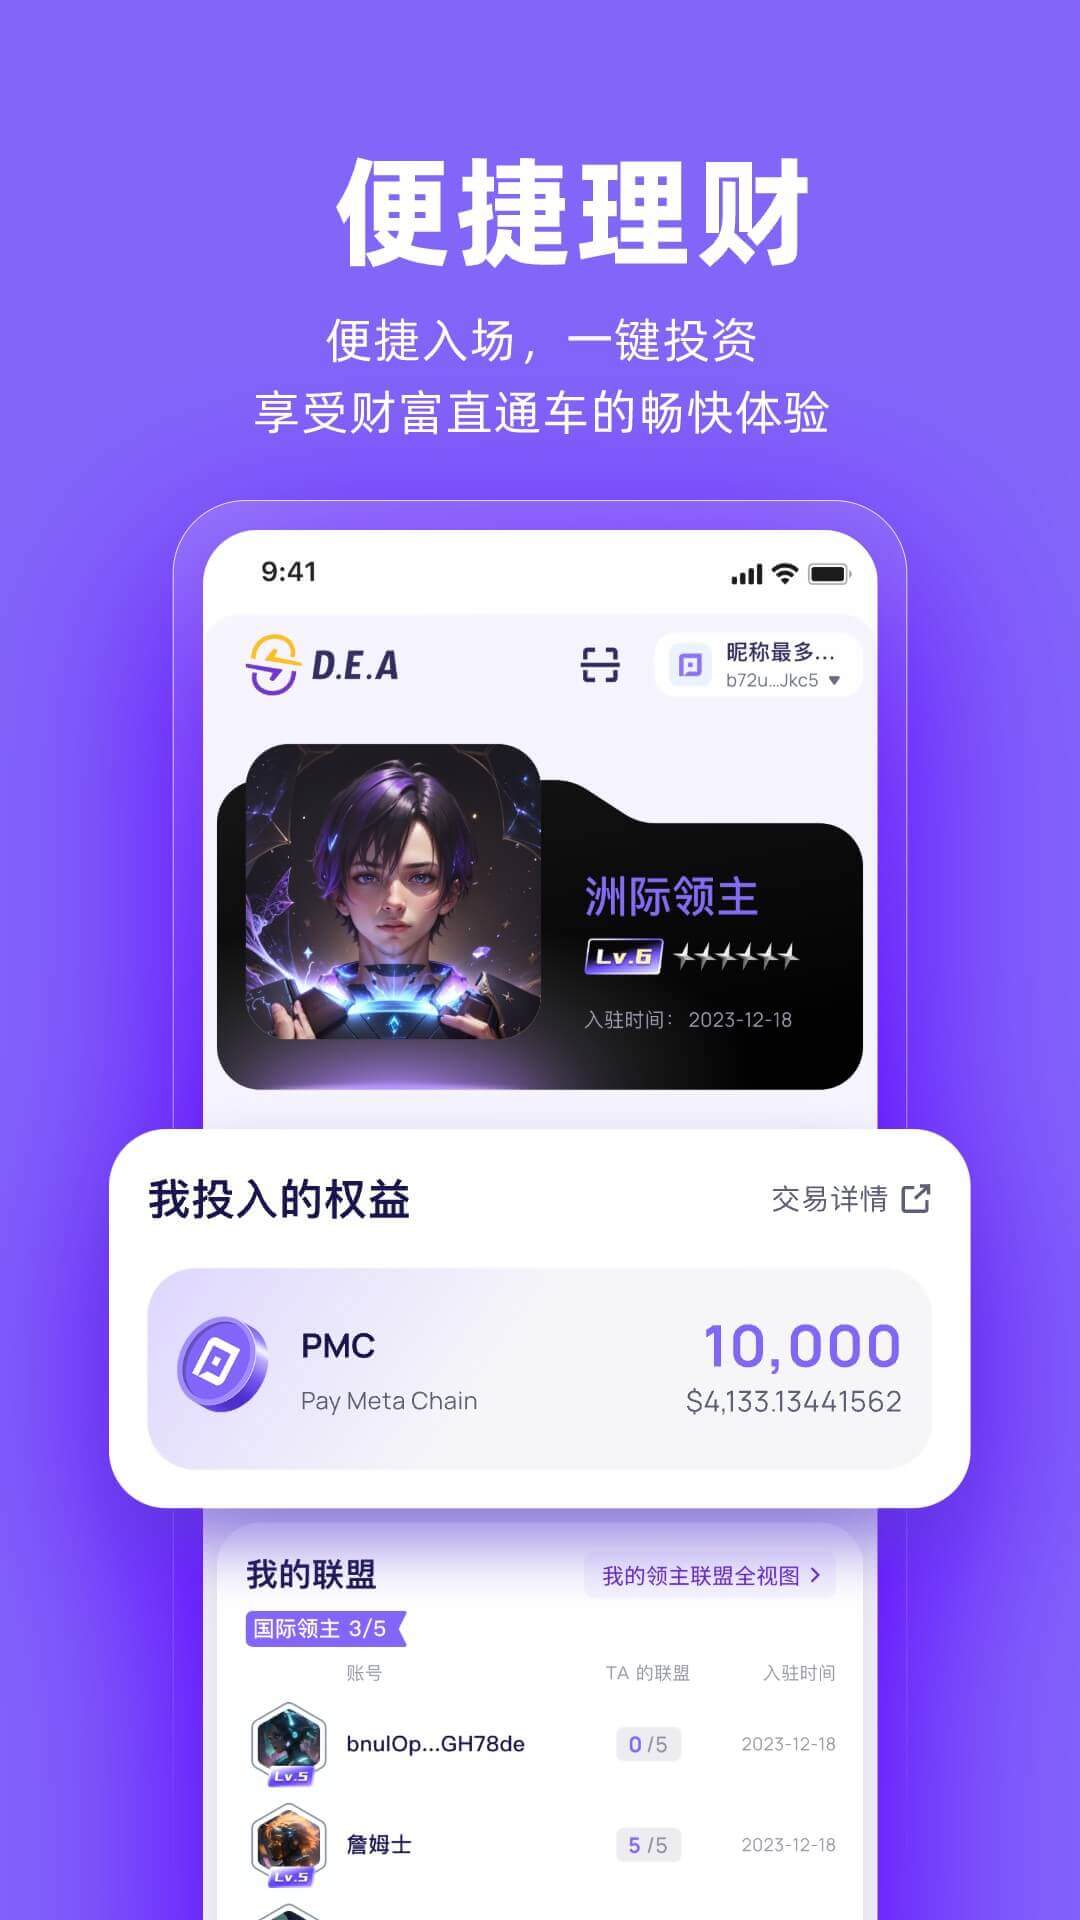 便捷理财
便捷入场，一键投资
享受财富直通车的畅快体验
9:41
D.E.A
昵称最多...
b72u...Jkc5
洲际领主
Lv.6
入驻时间： 2023-12-18
我投入的权益
交易详情
PMC
10,000
Pay Meta Chain
$4,133.13441562
我的联盟
我的领主联盟全视图
国际领主 3/5
账号 TA 的联盟 入驻时间
bnulOp...GH78de 0/5 2023-12-18
Lv.5
詹姆士 5/5 2023-12-18
Lv.5